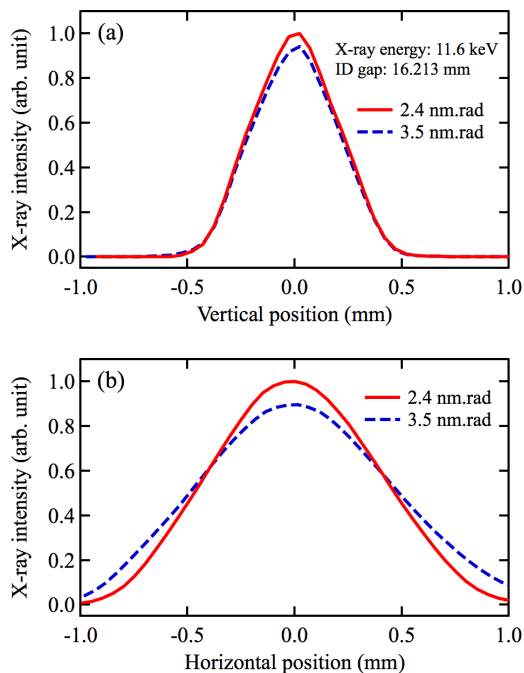 (a)
X-ray energy: 11.6 keV
ID gap: 16.213 mm
2.4 nm.rad
3.5 nm.rad
X-ray intensity (arb. unit)
1.0
0.8
0.6
0.4
0.2
0.0
-1.0 -0.5 0.0 0.5 1.0
Vertical position (mm)
(b)
2.4 nm.rad
3.5 nm.rad
X-ray intensity (arb. unit)
1.0
0.8
0.6
0.4
0.2
0.0
-1.0 -0.5 0.0 0.5 1.0
Horizontal position (mm)